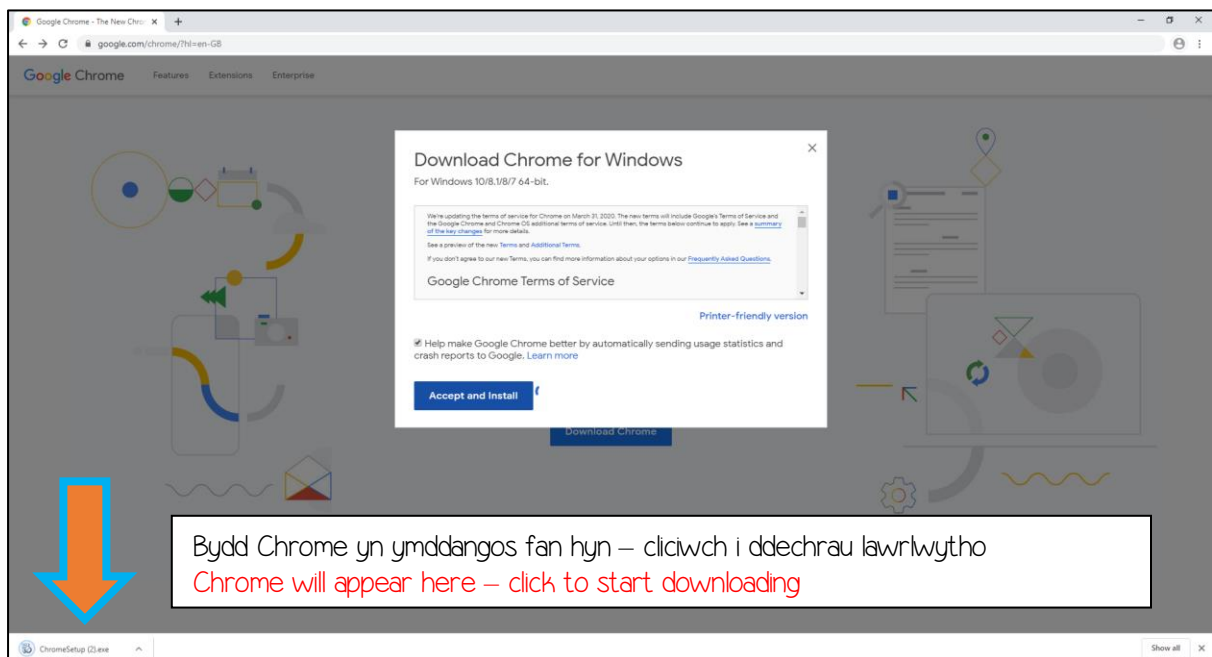 Google Chrome - The New Chro
google.com/chrome/?hl=en-GB
Google Chrome Features Extensions Enterprise
Download Chrome for Windows
For Windows 10/8.1/8/7 64-bit.
We're updating the terms of service for Chrome on March 31, 2020. The new terms will include Google's Terms of Service and
the Google Chrome and Chrome OS additional terms of service. Until then, the terms below continue to apply. See a summary
of the key changes for more details.
See a preview of the new Terms and Additional Terms.
If you don't agree to our new Terms, you can find more information about your options in our Frequently Asked Questions.
Google Chrome Terms of Service
Printer-friendly version
Help make Google Chrome better by automatically sending usage statistics and
crash reports to Google. Learn more
Accept and Install
Download Chrome
Bydd Chrome yn ymddangos fan hyn – cliciwch i ddechrau lawrlwytho
Chrome will appear here – click to start downloading
ChromeSetup (2).exe
Show all